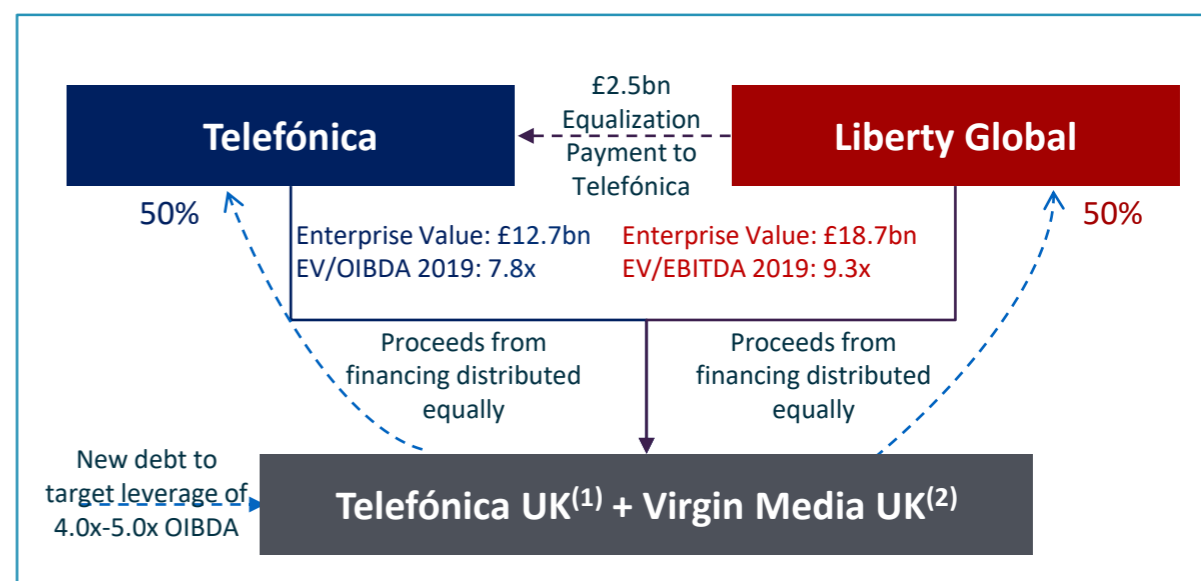 £2.5bn
Equalization
Payment to
Telefónica
Telefónica
Liberty Global
50%
50%
Enterprise Value: £12.7bn
EV/OIBDA 2019: 7.8x
Enterprise Value: £18.7bn
EV/EBITDA 2019: 9.3x
Proceeds from
financing distributed
equally
Proceeds from
financing distributed
equally
New debt to
target leverage of
4.0x-5.0x OIBDA
Telefónica UK(1) + Virgin Media UK(2)